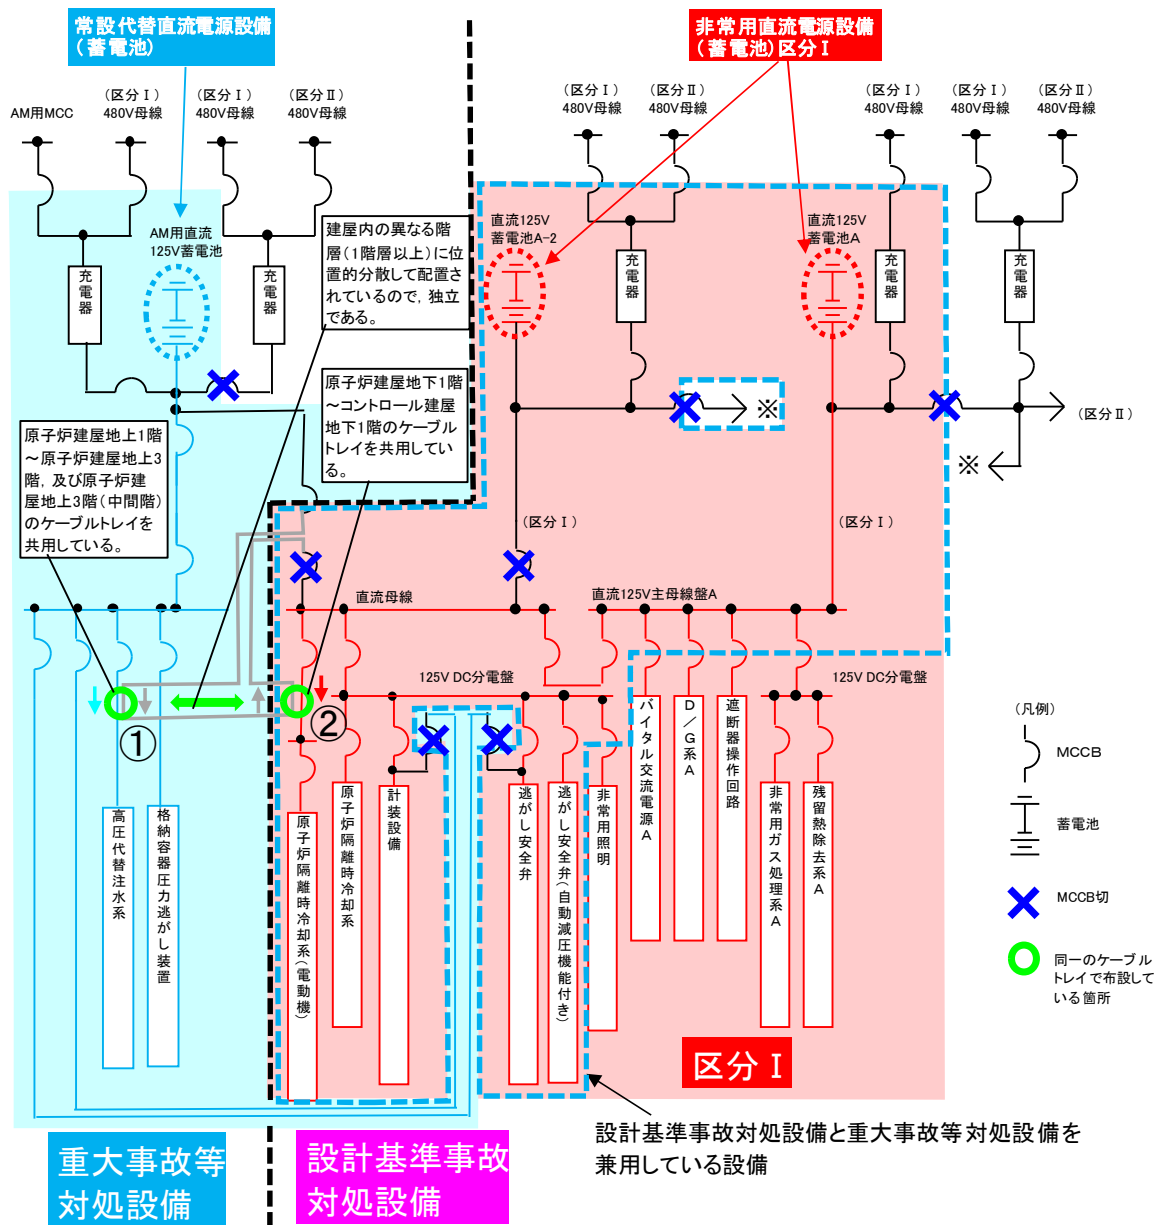 常設代替直流電源設備
(蓄電池)
非常用直流電源設備
(蓄電池)区分Ⅰ
AM用MCC
(区分Ⅰ)
480V母線
(区分Ⅰ)
480V母線
(区分Ⅱ)
480V母線
(区分Ⅰ)
480V母線
(区分Ⅱ)
480V母線
(区分Ⅰ)
480V母線
(区分Ⅰ)
480V母線
(区分Ⅱ)
480V母線
AM用直流
125V蓄電池
充電器
充電器
建屋内の異なる階
層(1階層以上)に位
置的分散して配置さ
れているので，独立
である。
直流125V
蓄電池A-2
充電器
直流125V
蓄電池A
充電器
充電器
原子炉建屋地下1階
～コントロール建屋
地下1階のケーブル
トレイを共用してい
る。
原子炉建屋地上1階
～原子炉建屋地上3
階，及び原子炉建
屋地上3階(中間階)
のケーブルトレイを
共用している。
※
(区分Ⅱ)
※
(区分Ⅰ)
(区分Ⅰ)
直流母線
直流125V主母線盤A
125V DC分電盤
125V DC分電盤
①
②
高圧代替注水系
格納容器圧力逃がし装置
原子炉隔離時冷却系(電動機)
原子炉隔離時冷却系
計装設備
逃がし安全弁
逃がし安全弁(自動減圧機能付き)
非常用照明
バイタル交流電源A
D／G系A
遮断器操作回路
非常用ガス処理系A
残留熱除去系A
(凡例)
MCCB
蓄電池
MCCB切
同一のケーブル
トレイで布設して
いる箇所
区分Ⅰ
設計基準事故対処設備と重大事故等対処設備を
兼用している設備
重大事故等
対処設備
設計基準事故
対処設備